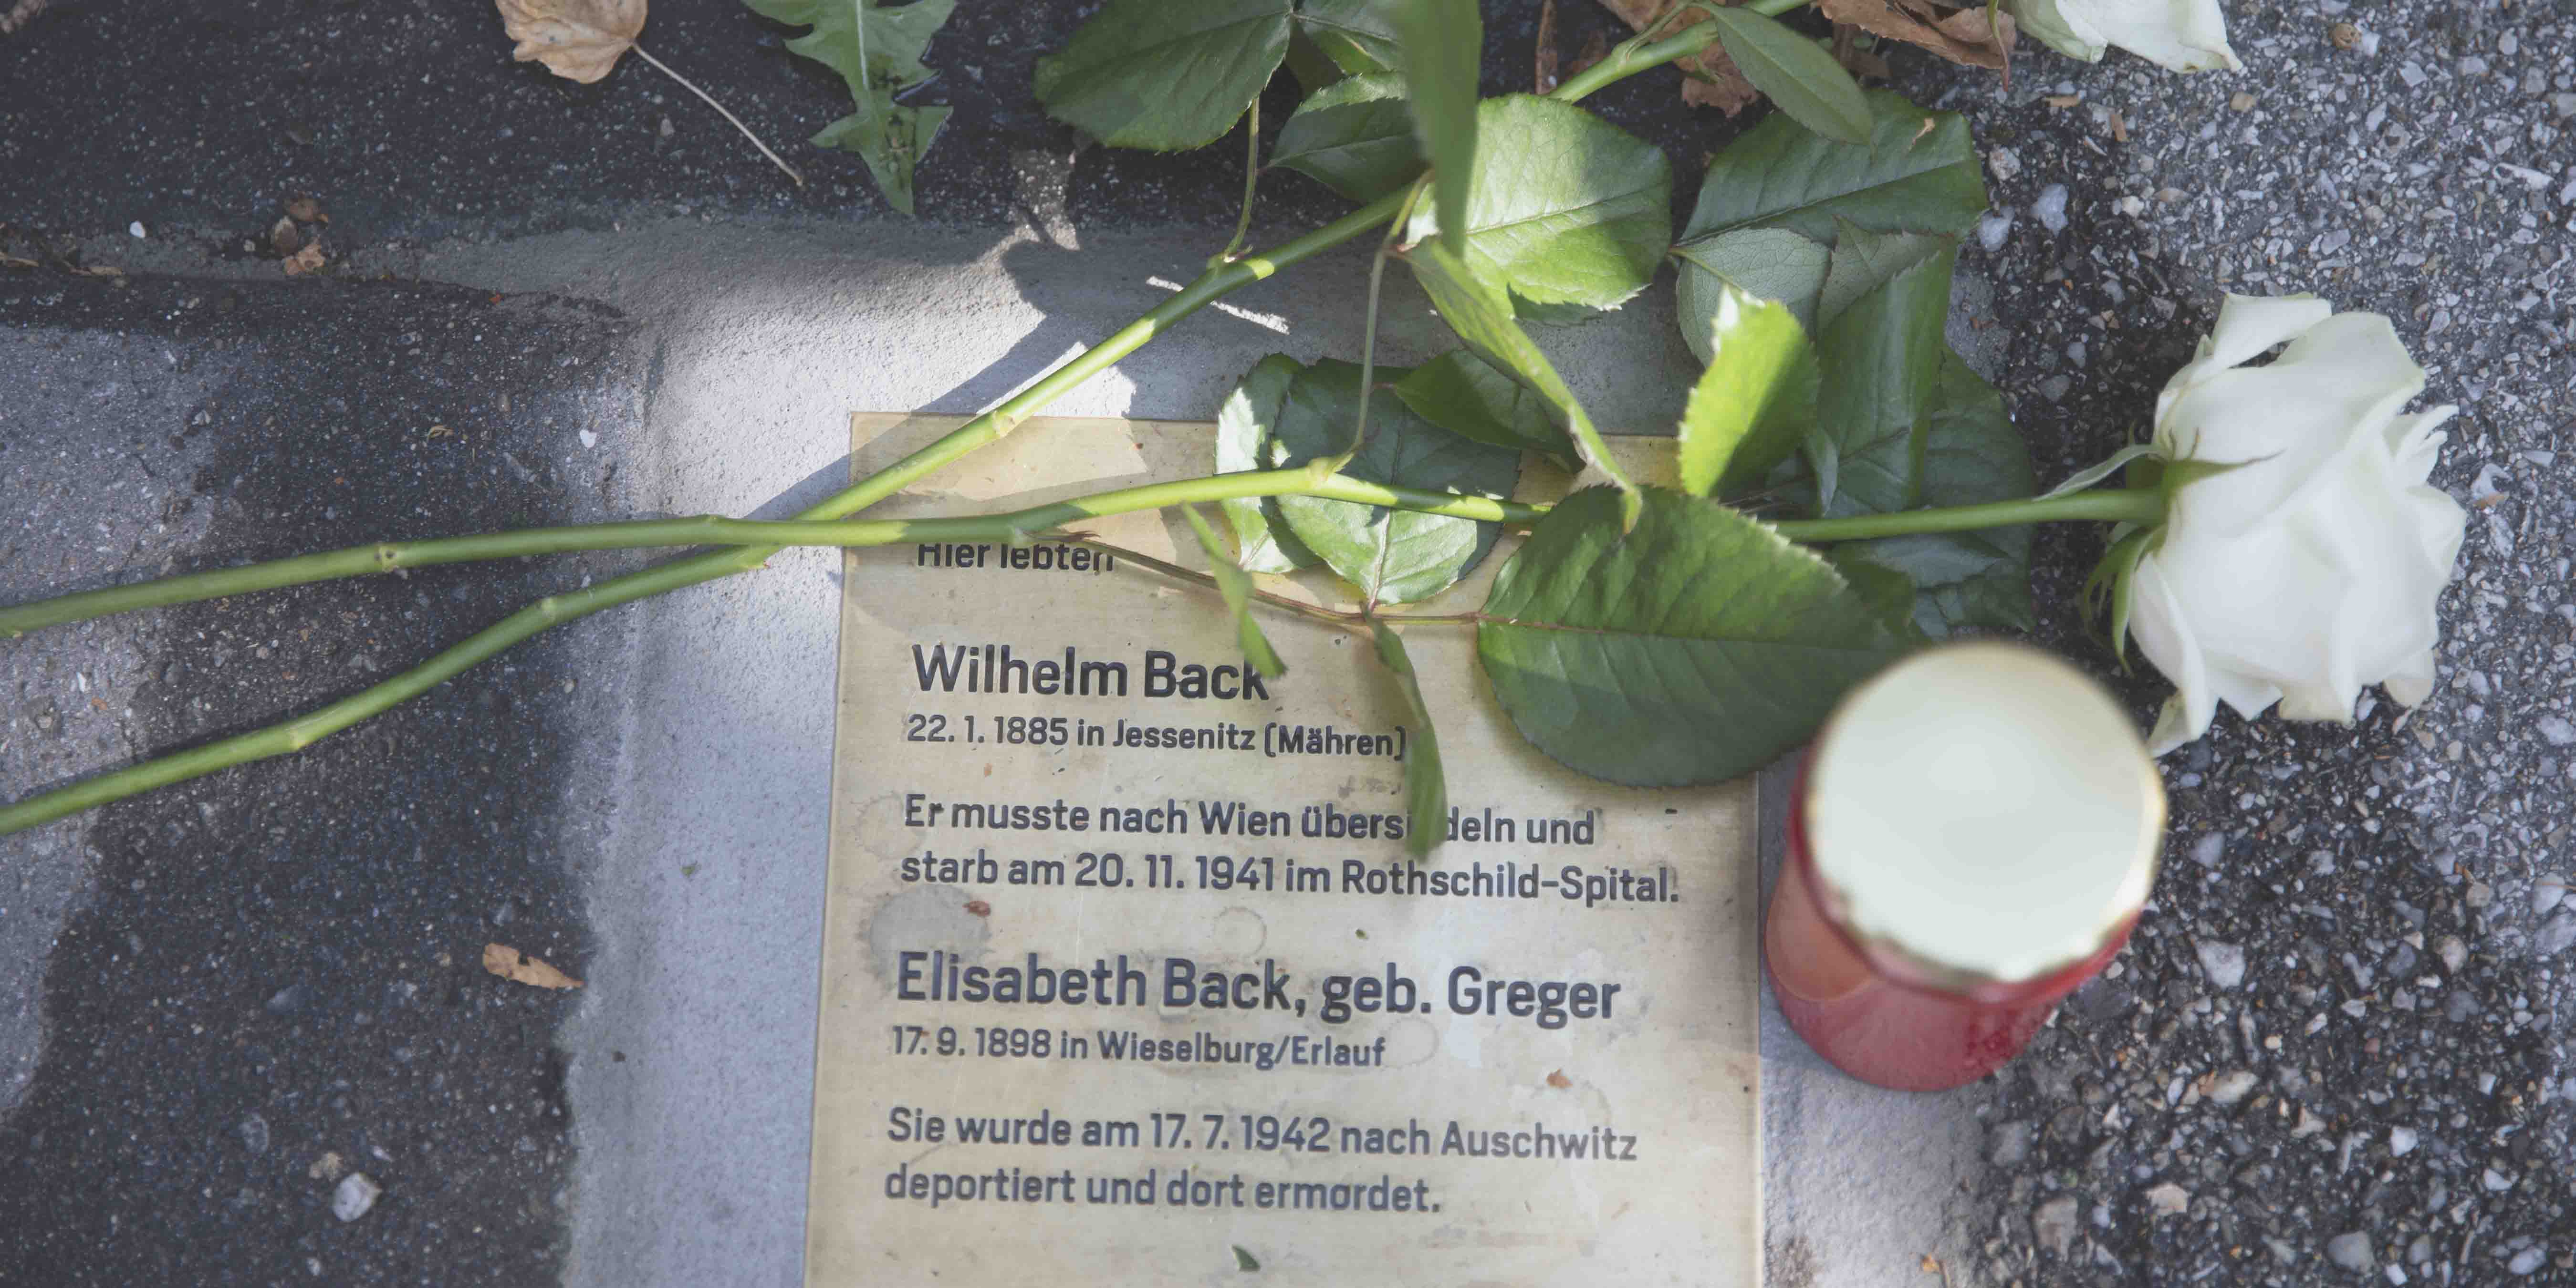 Hier lebten
Wilhelm Back
22. 1. 1885 in Jessenitz (Mähren)
Er musste nach Wien übersiedeln und
starb am 20. 11. 1941 im Rothschild-Spital.
Elisabeth Back, geb. Greger
17. 9. 1898 in Wieselburg/Erlauf
Sie wurde am 17. 7. 1942 nach Auschwitz
deportiert und dort ermordet.